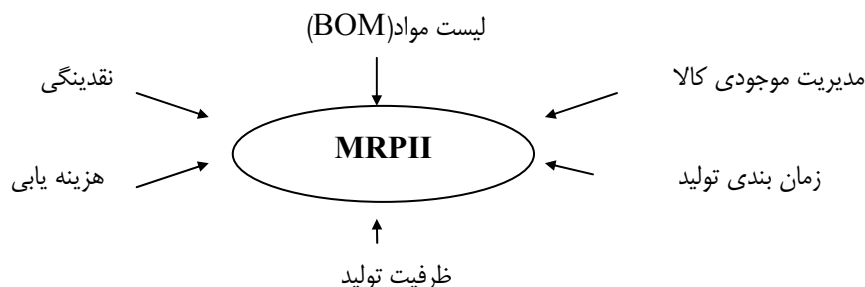 لیست مواد(BOM)
مدیریت موجودی کالا
نقدینگی
MRPII
زمان بندی تولید
هزینه یابی
ظرفیت تولید